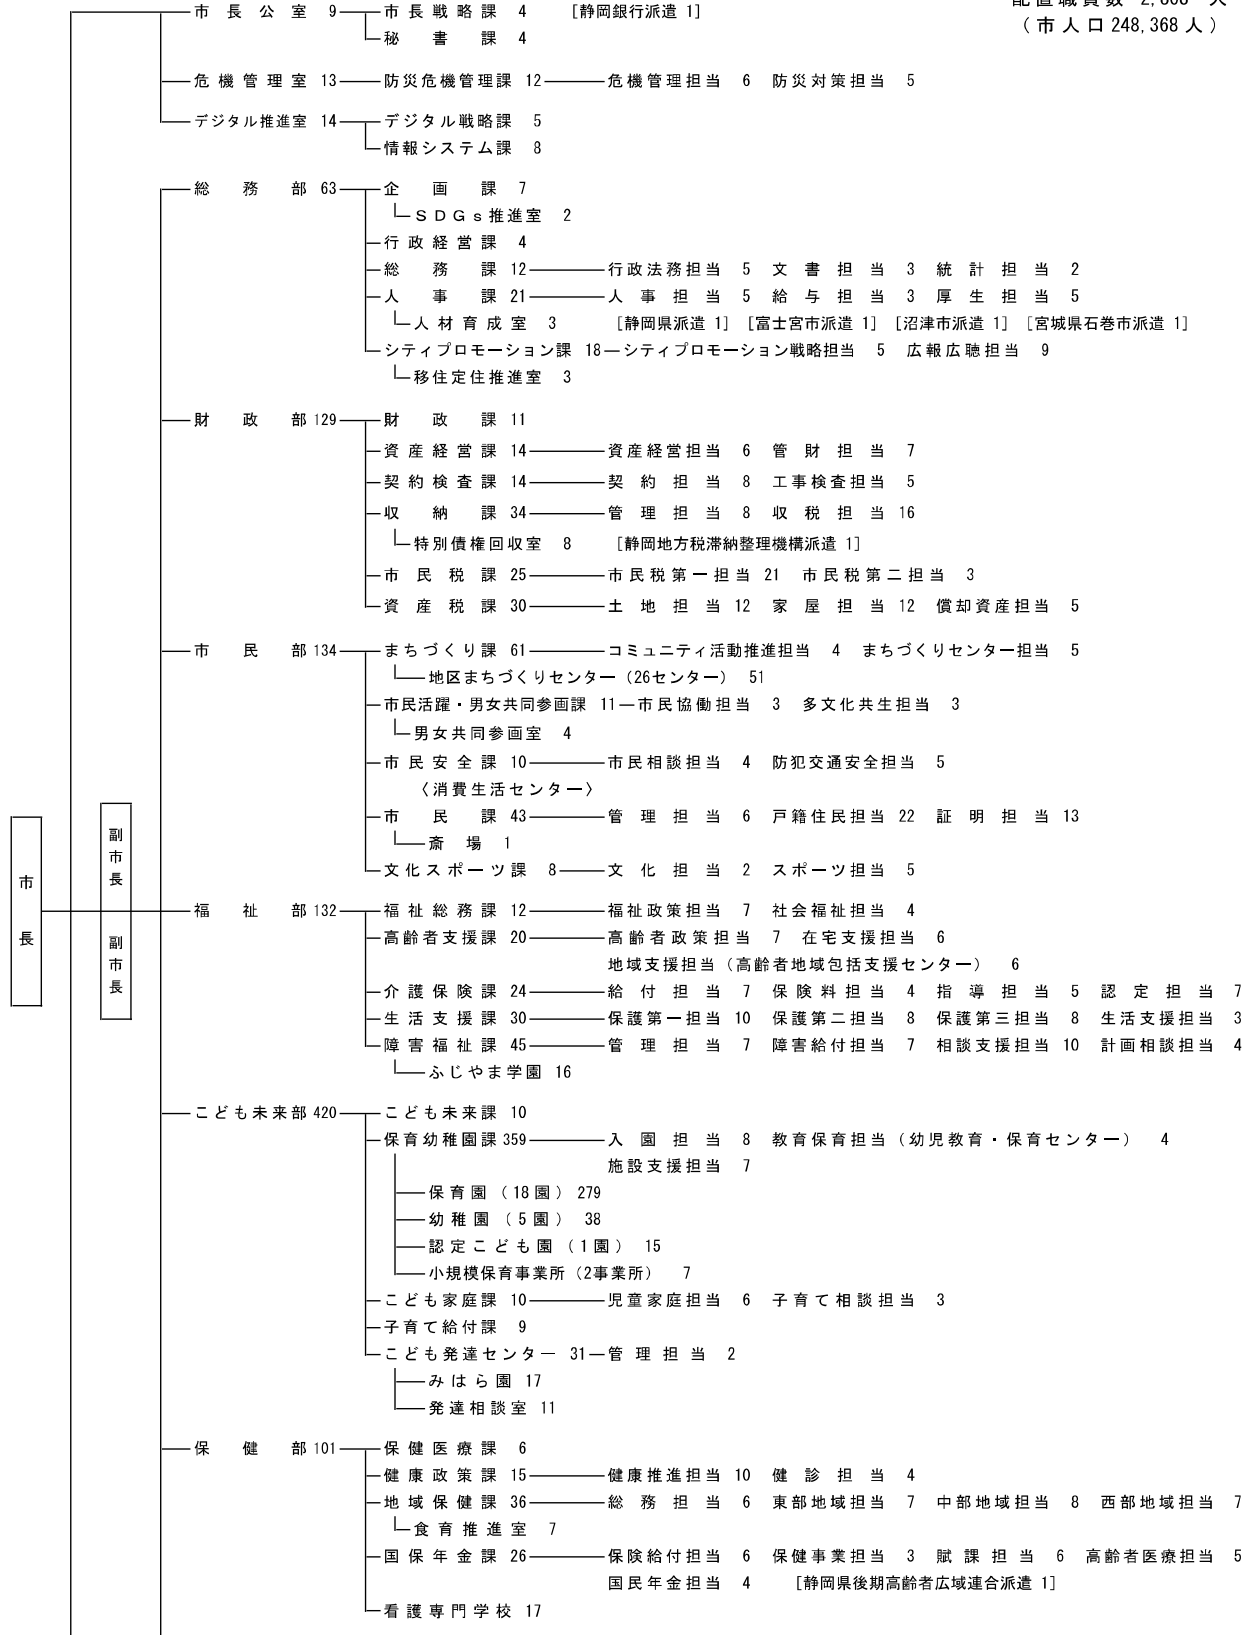 市長公室 9 市長戦略課 4 [静岡銀行派遣 1]
秘書課 4
(市人口248,368人)
危機管理室 13 防災危機管理課 12 危機管理担当 6 防災対策担当 5
デジタル推進室 14 デジタル戦略課 5
情報システム課 8
総務部 63 企画課 7
SDGs推進室 2
行政経営課 4
総務課 12 行政法務担当 5 文書担当 3 統計担当 2
人事課 21 人事担当 5 給与担当 3 厚生担当 5
人材育成室 3 [静岡県派遣 1] [富士宮市派遣 1] [沼津市派遣 1] [宮城県石巻市派遣 1]
シティプロモーション課 18 シティプロモーション戦略担当 5 広報広聴担当 9
移住定住推進室 3
財政部 129 財政課 11
資産経営課 14 資産経営担当 6 管財担当 7
契約検査課 14 契約担当 8 工事検査担当 5
収納課 34 管理担当 8 収税担当 16
特別債権回収室 8 [静岡地方税滞納整理機構派遣 1]
市民税課 25 市民税第一担当 21 市民税第二担当 3
資産税課 30 土地担当 12 家屋担当 12 償却資産担当 5
市民部 134 まちづくり課 61 コミュニティ活動推進担当 4 まちづくりセンター担当 5
地区まちづくりセンター(26センター) 51
市民活躍・男女共同参画課 11 市民協働担当 3 多文化共生担当 3
男女共同参画室 4
市民安全課 10 市民相談担当 4 防犯交通安全担当 5
〈消費生活センター〉
市民課 43 管理担当 6 戸籍住民担当 22 証明担当 13
斎場 1
文化スポーツ課 8 文化担当 2 スポーツ担当 5
市長
副市長
副市長
福祉部 132 福祉総務課 12 福祉政策担当 7 社会福祉担当 4
高齢者支援課 20 高齢者政策担当 7 在宅支援担当 6
地域支援担当(高齢者地域包括支援センター) 6
介護保険課 24 給付担当 7 保険料担当 4 指導担当 5 認定担当 7
生活支援課 30 保護第一担当 10 保護第二担当 8 保護第三担当 8 生活支援担当 3
障害福祉課 45 管理担当 7 障害給付担当 7 相談支援担当 10 計画相談担当 4
ふじやま学園 16
こども未来部 420 こども未来課 10
保育幼稚園課 359 入園担当 8 教育保育担当(幼児教育・保育センター) 4
施設支援担当 7
保育園(18園) 279
幼稚園(5園) 38
認定こども園(1園) 15
小規模保育事業所(2事業所) 7
こども家庭課 10 児童家庭担当 6 子育て相談担当 3
子育て給付課 9
こども発達センター 31 管理担当 2
みはら園 17
発達相談室 11
保健部 101 保健医療課 6
健康政策課 15 健康推進担当 10 健診担当 4
地域保健課 36 総務担当 6 東部地域担当 7 中部地域担当 8 西部地域担当 7
食育推進室 7
国保年金課 26 保険給付担当 6 保健事業担当 3 賦課担当 6 高齢者医療担当 5
国民年金担当 4 [静岡県後期高齢者広域連合派遣 1]
看護専門学校 17